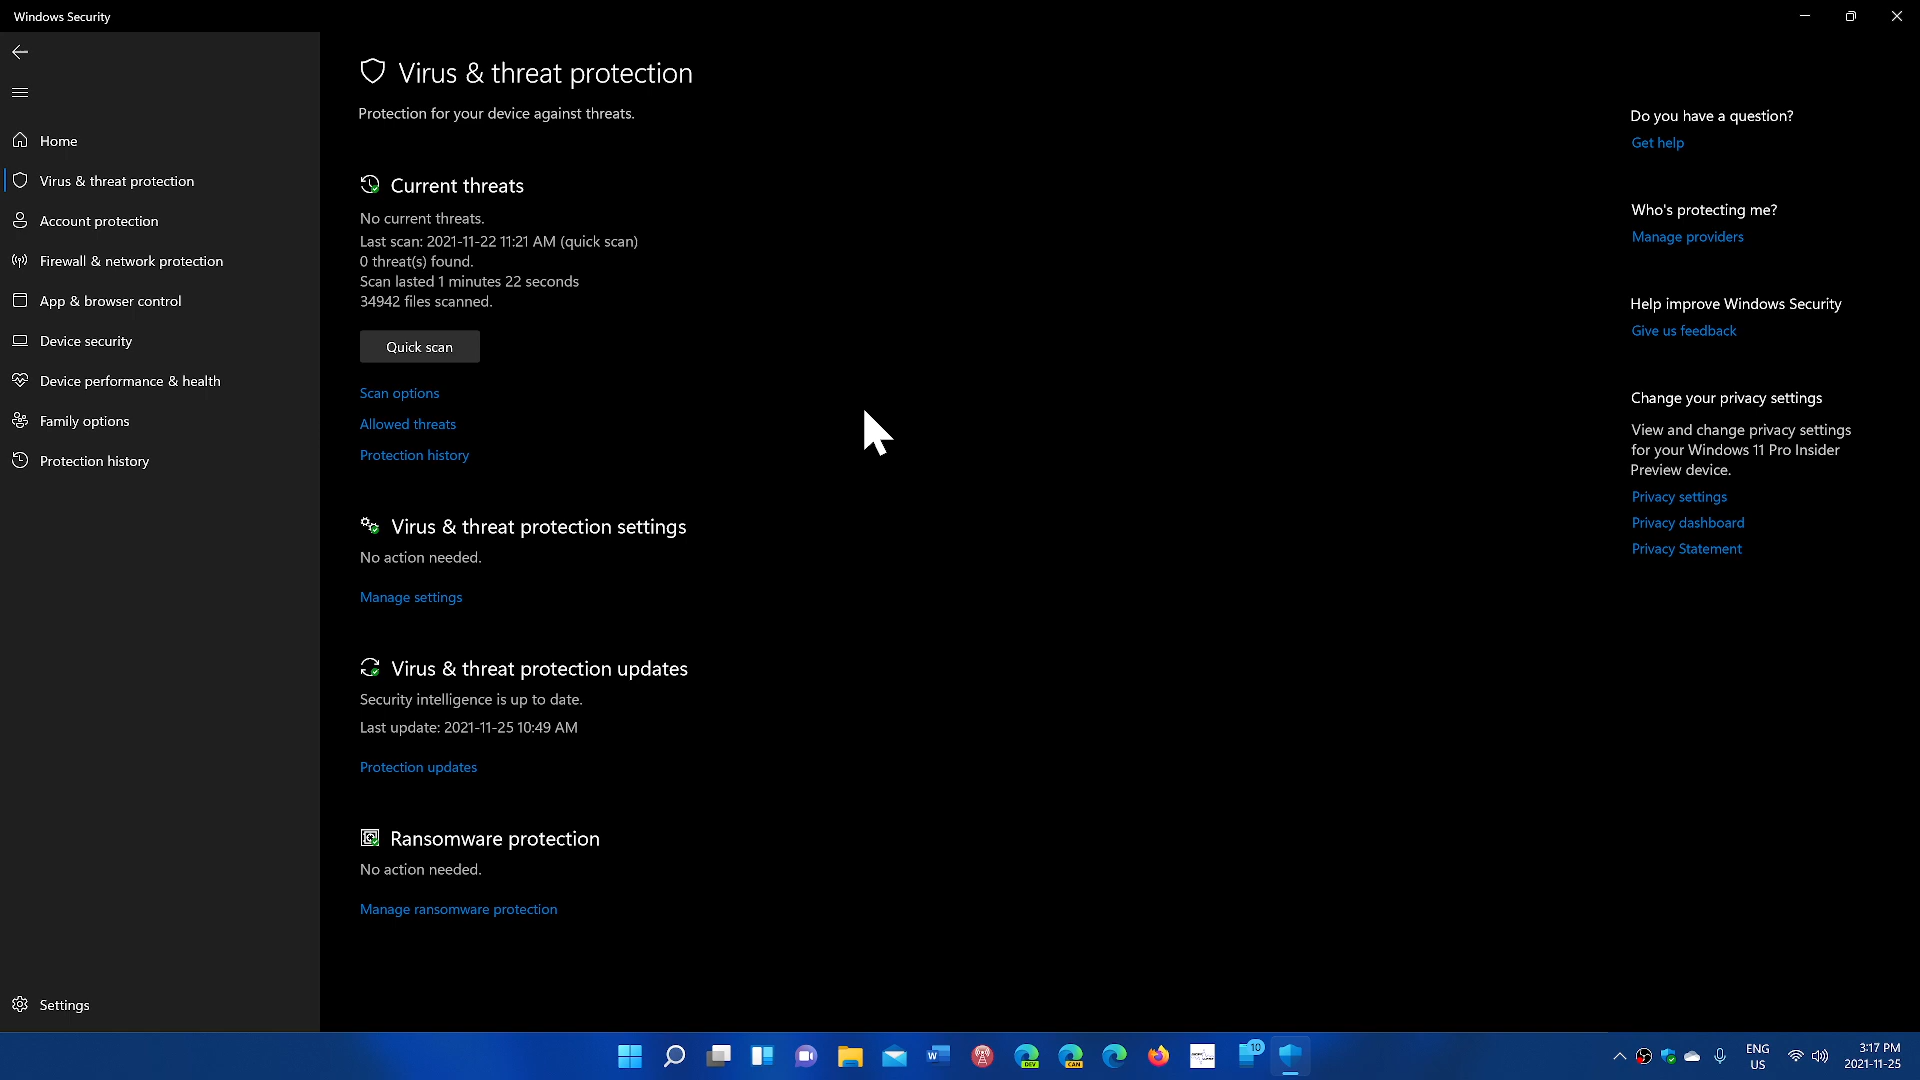 Windows Security
Home
Virus & threat protection
Account protection
Firewall & network protection
App & browser control
Device security
Device performance & health
Family options
Protection history
Settings
Virus & threat protection
Protection for your device against threats.
Current threats
No current threats.
Last scan: 2021-11-22 11:21 AM (quick scan)
0 threat(s) found.
Scan lasted 1 minutes 22 seconds
34942 files scanned.
Quick scan
Scan options
Allowed threats
Protection history
Virus & threat protection settings
No action needed.
Manage settings
Virus & threat protection updates
Security intelligence is up to date.
Last update: 2021-11-25 10:49 AM
Protection updates
Ransomware protection
No action needed.
Manage ransomware protection
Do you have a question?
Get help
Who's protecting me?
Manage providers
Help improve Windows Security
Give us feedback
Change your privacy settings
View and change privacy settings
for your Windows 11 Pro Insider
Preview device.
Privacy settings
Privacy dashboard
Privacy Statement
W
DEV
CAN
10
ENG
US
3:17 PM
2021-11-25